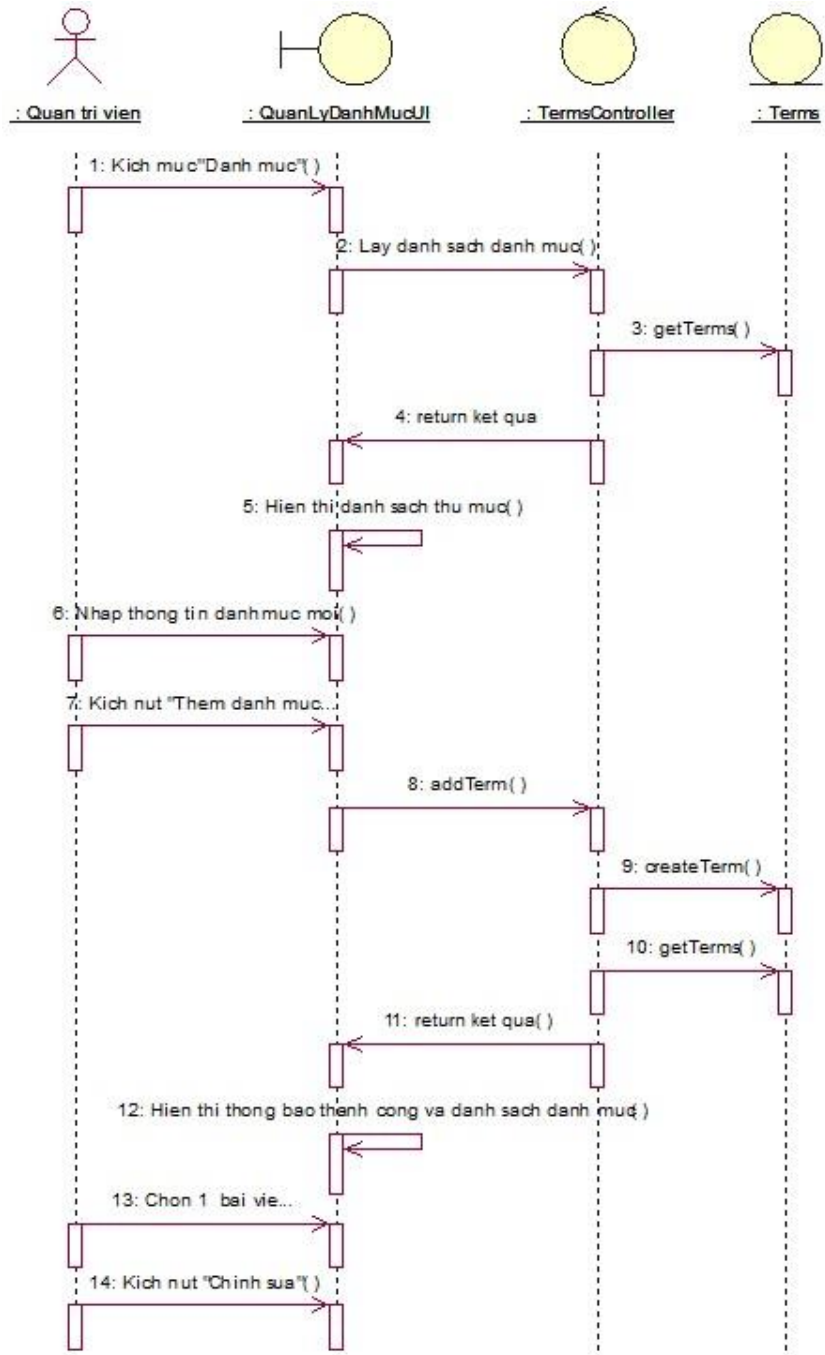 : Quan tri vien
: QuanLyDanhMucUI
: TermsController
: Terms
1: Kich muc"Danh muc"( )
2: Lay danh sach danh muc( )
3: getTerms( )
4: return ket qua
5: Hien thi danh sach thu muc( )
6: Nhap thong tin danh muc moi( )
7: Kich nut "Them danh muc...
8: addTerm( )
9: createTerm( )
10: getTerms( )
11: return ket qua( )
12: Hien thi thong bao thanh cong va danh sach danh muc( )
13: Chon 1 bai vie...
14: Kich nut "Chinh sua"( )